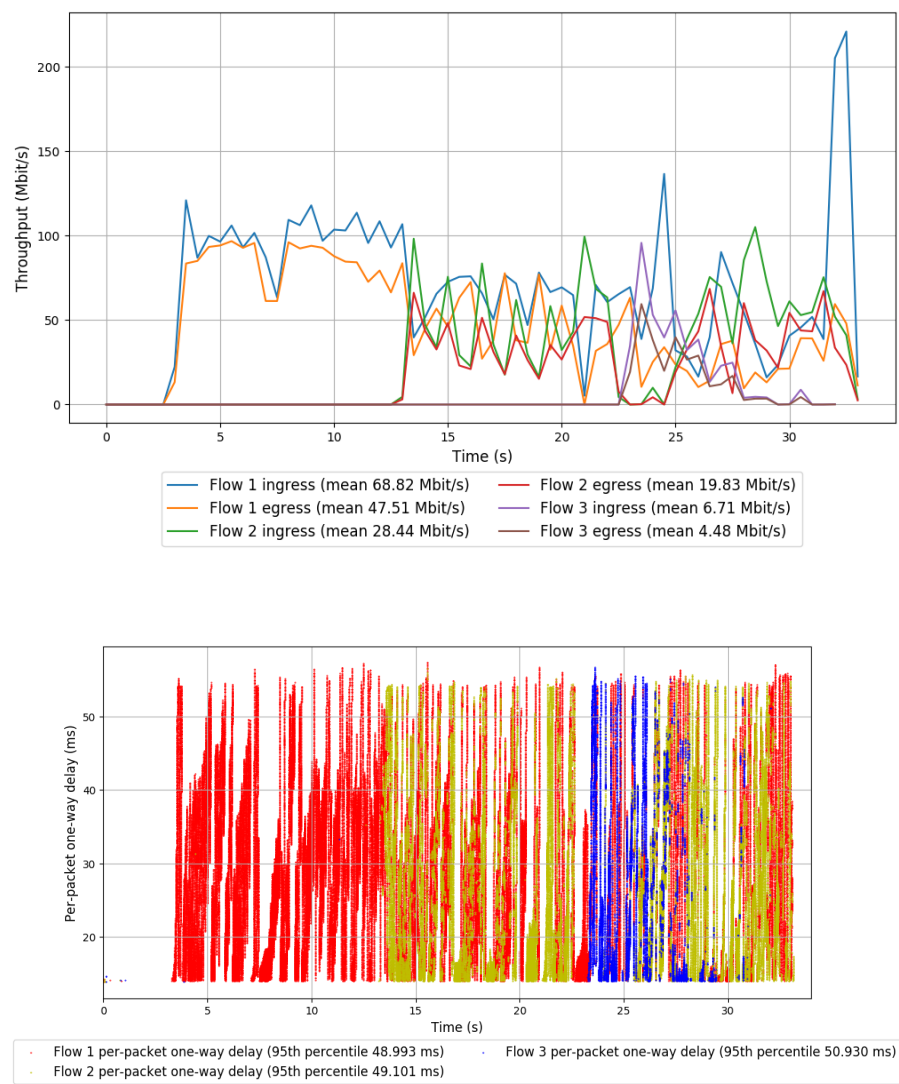 200
150
100
50
0
Throughput (Mbit/s)
0 5 10 15 20 25 30
Time (s)
Flow 1 ingress (mean 68.82 Mbit/s) Flow 2 egress (mean 19.83 Mbit/s)
Flow 1 egress (mean 47.51 Mbit/s) Flow 3 ingress (mean 6.71 Mbit/s)
Flow 2 ingress (mean 28.44 Mbit/s) Flow 3 egress (mean 4.48 Mbit/s)
50
40
30
20
Per-packet one-way delay (ms)
0 5 10 15 20 25 30
Time (s)
Flow 1 per-packet one-way delay (95th percentile 48.993 ms) Flow 3 per-packet one-way delay (95th percentile 50.930 ms)
Flow 2 per-packet one-way delay (95th percentile 49.101 ms)